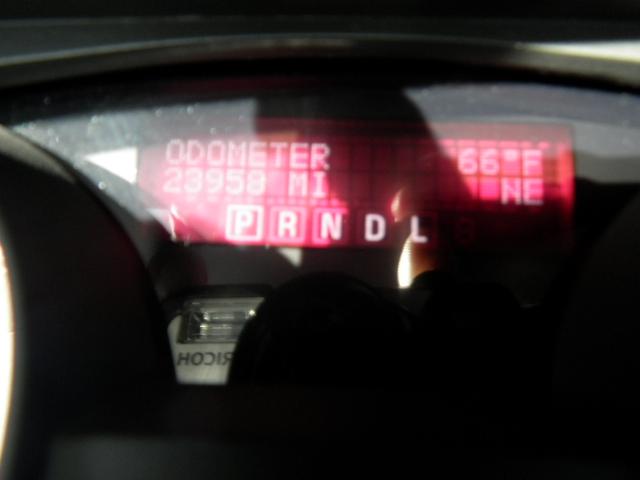 ODOMETER 66°F
23958 MI NE
P R N D L
RICOH